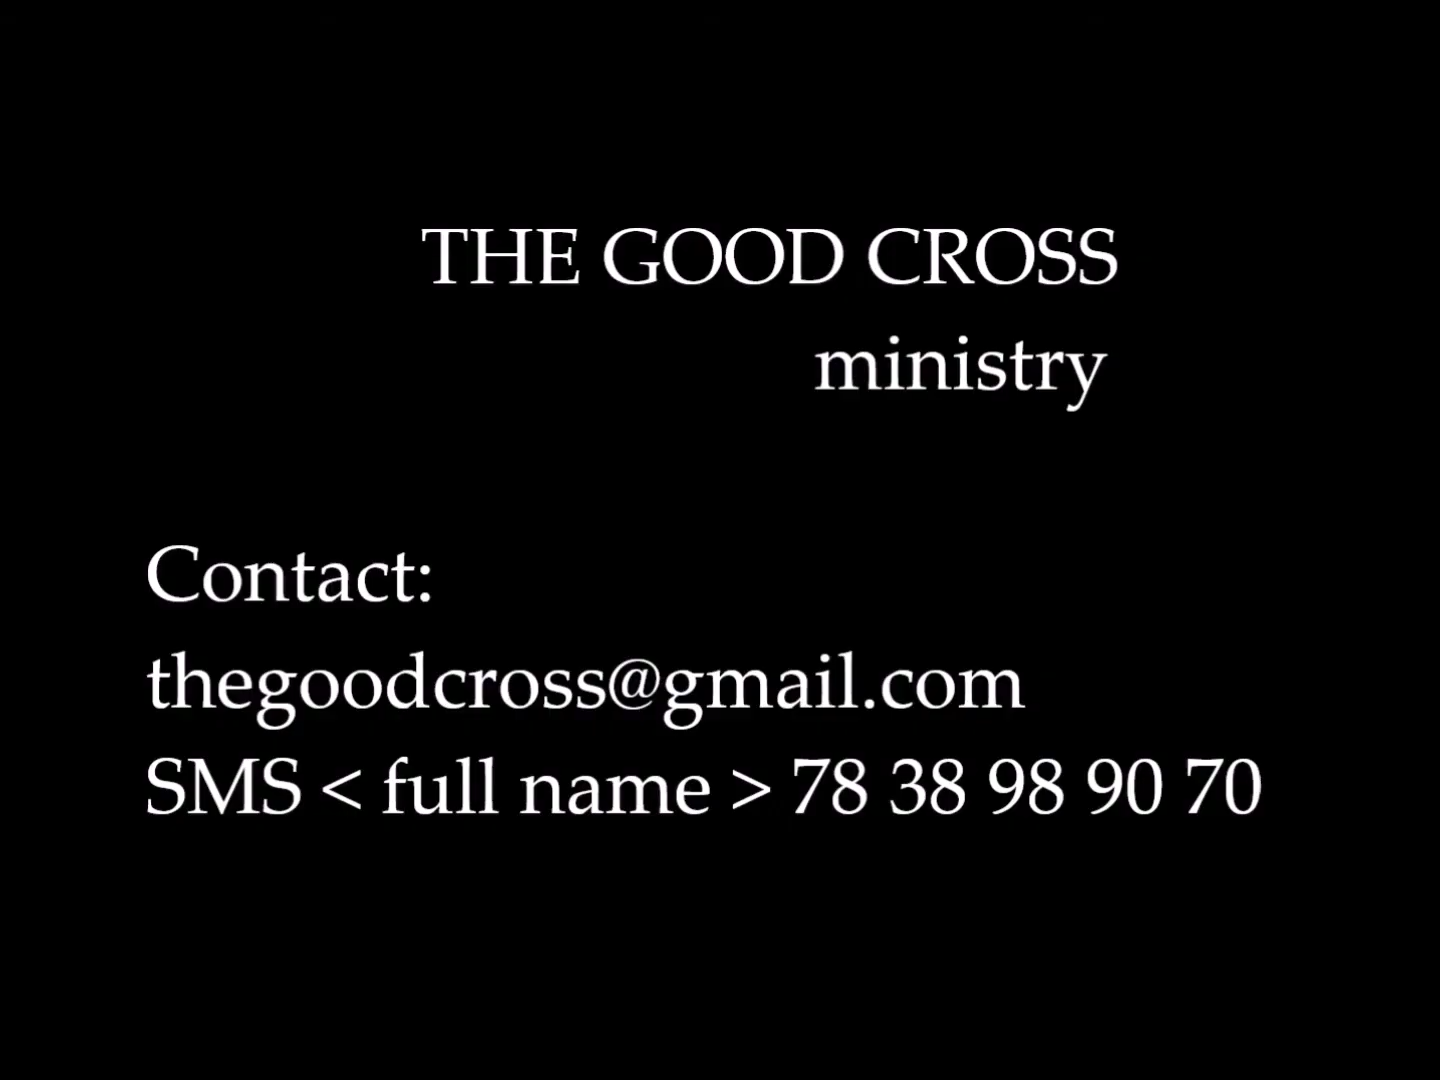 THE GOOD CROSS
ministry
Contact:
thegoodcross@gmail.com
SMS < full name > 78 38 98 90 70